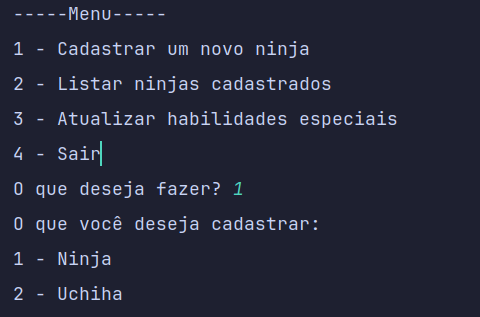 -----Menu-----
1 - Cadastrar um novo ninja
2 - Listar ninjas cadastrados
3 - Atualizar habilidades especiais
4 - Sair
O que deseja fazer? 1
O que você deseja cadastrar:
1 - Ninja
2 - Uchiha